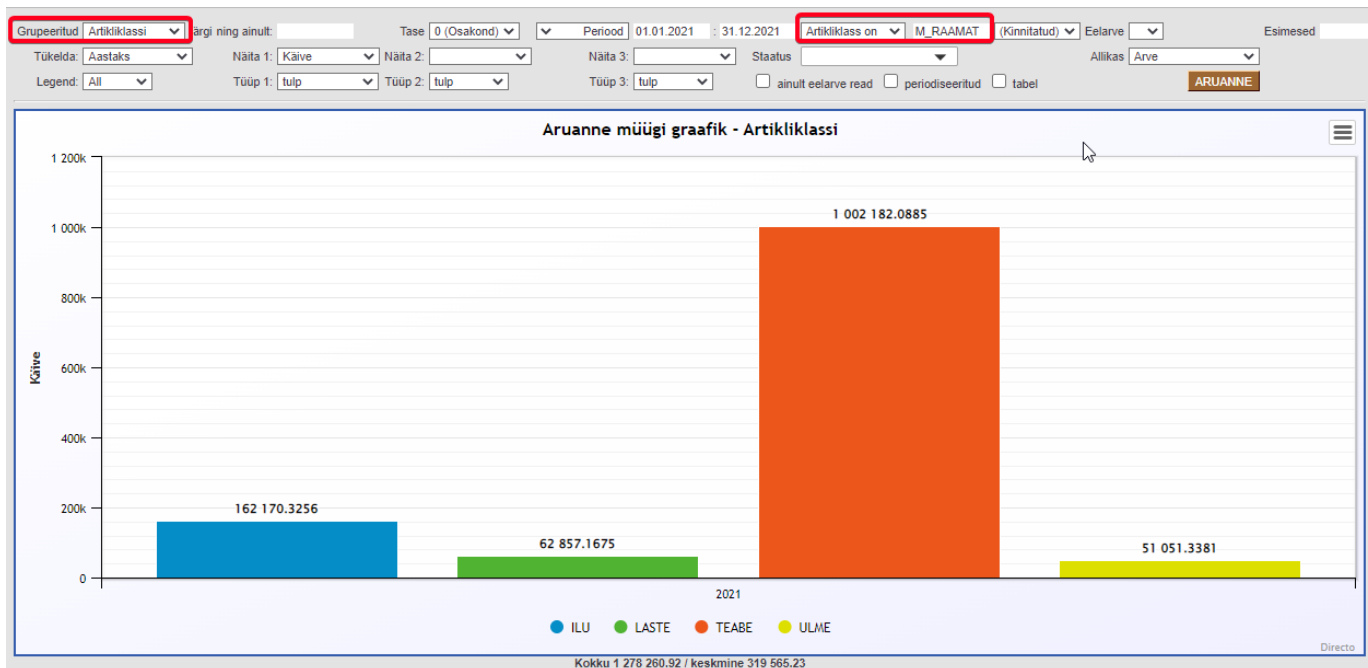 Grupeeritud Artikliklassi järgi ning ainult: Tase 0 (Osakond) Periood 01.01.2021 : 31.12.2021 Artikliklass on M_RAAMAT (Kinnitatud) Eelarve Esimesed
Tükelda: Aastaks Näita 1: Käive Näita 2: Näita 3: Staatus Allikas Arve
Legend: All Tüüp 1: tulp Tüüp 2: tulp Tüüp 3: tulp ainult eelarve read periodiseeritud tabel ARUANNE
Aruanne müügi graafik - Artikliklassi
1 200k
1 002 182.0885
1 000k
800k
Käive
600k
400k
200k
162 170.3256
62 857.1675
51 051.3381
0
2021
ILU LASTE TEABE ULME
Directo
Kokku 1 278 260.92 / keskmine 319 565.23